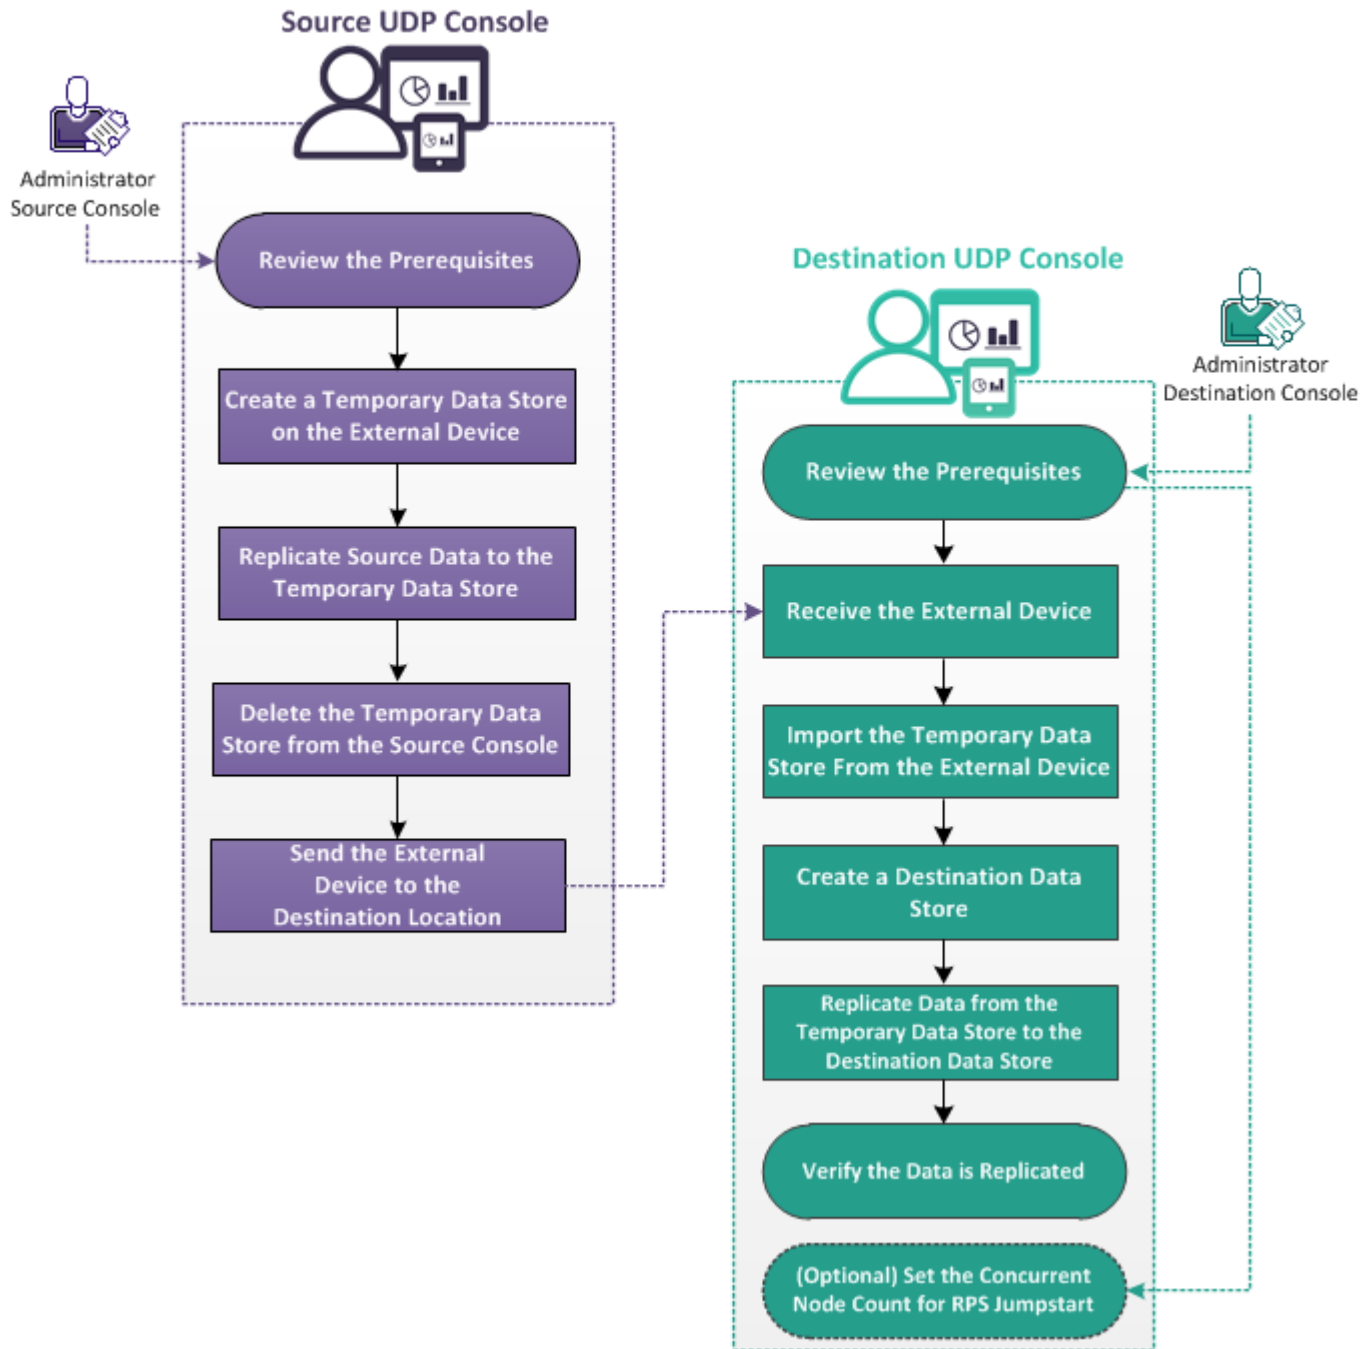 Source UDP Console
Administrator
Source Console
Review the Prerequisites
Create a Temporary Data Store
on the External Device
Replicate Source Data to the
Temporary Data Store
Delete the Temporary Data
Store from the Source Console
Send the External
Device to the
Destination Location
Destination UDP Console
Administrator
Destination Console
Review the Prerequisites
Receive the External Device
Import the Temporary Data
Store From the External Device
Create a Destination Data
Store
Replicate Data from the
Temporary Data Store to the
Destination Data Store
Verify the Data is Replicated
(Optional) Set the Concurrent
Node Count for RPS Jumpstart